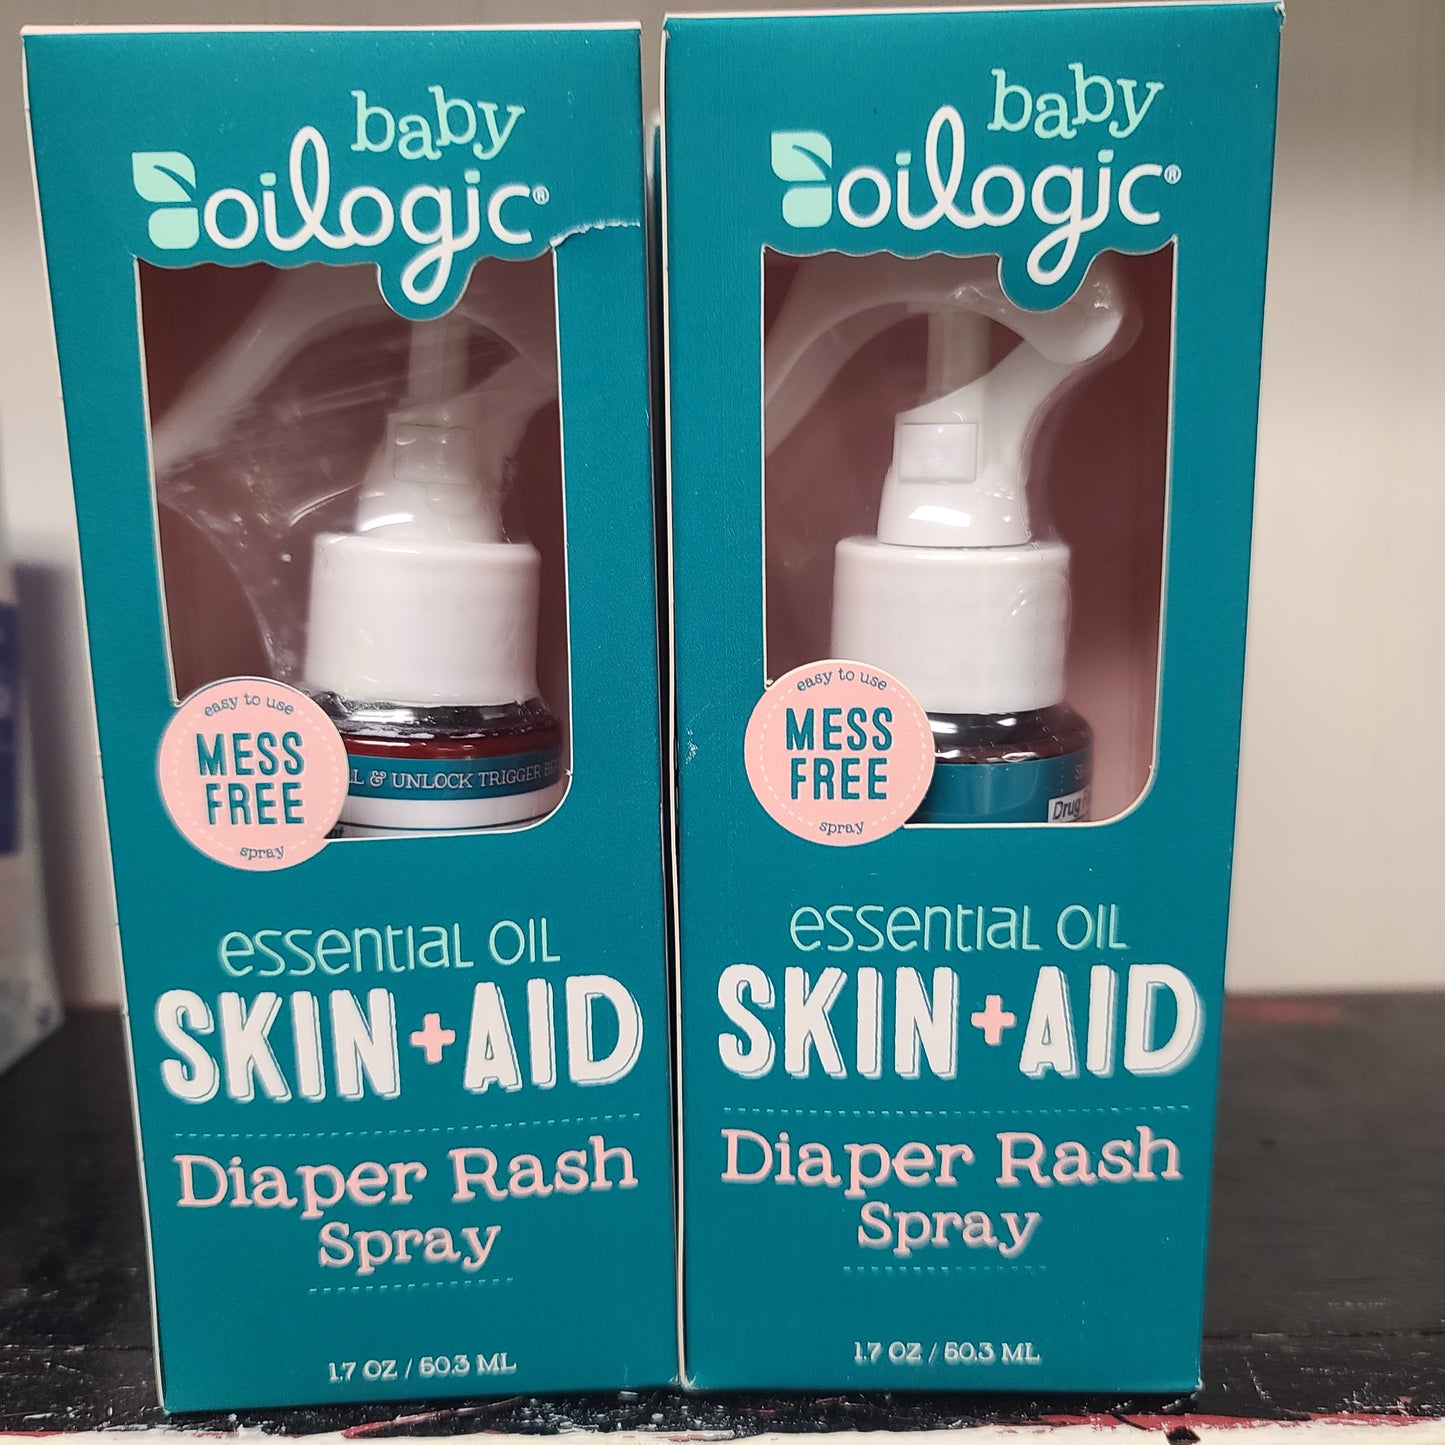 baby
oilogic®
easy to use
MESS
FREE
spray
& UNLOCK TRIGGER
essential oil
SKIN+AID
Diaper Rash
Spray
1.7 OZ / 50.3 ML
baby
oilogic®
easy to use
MESS
FREE
spray
Drug
essential oil
SKIN+AID
Diaper Rash
Spray
1.7 OZ / 50.3 ML